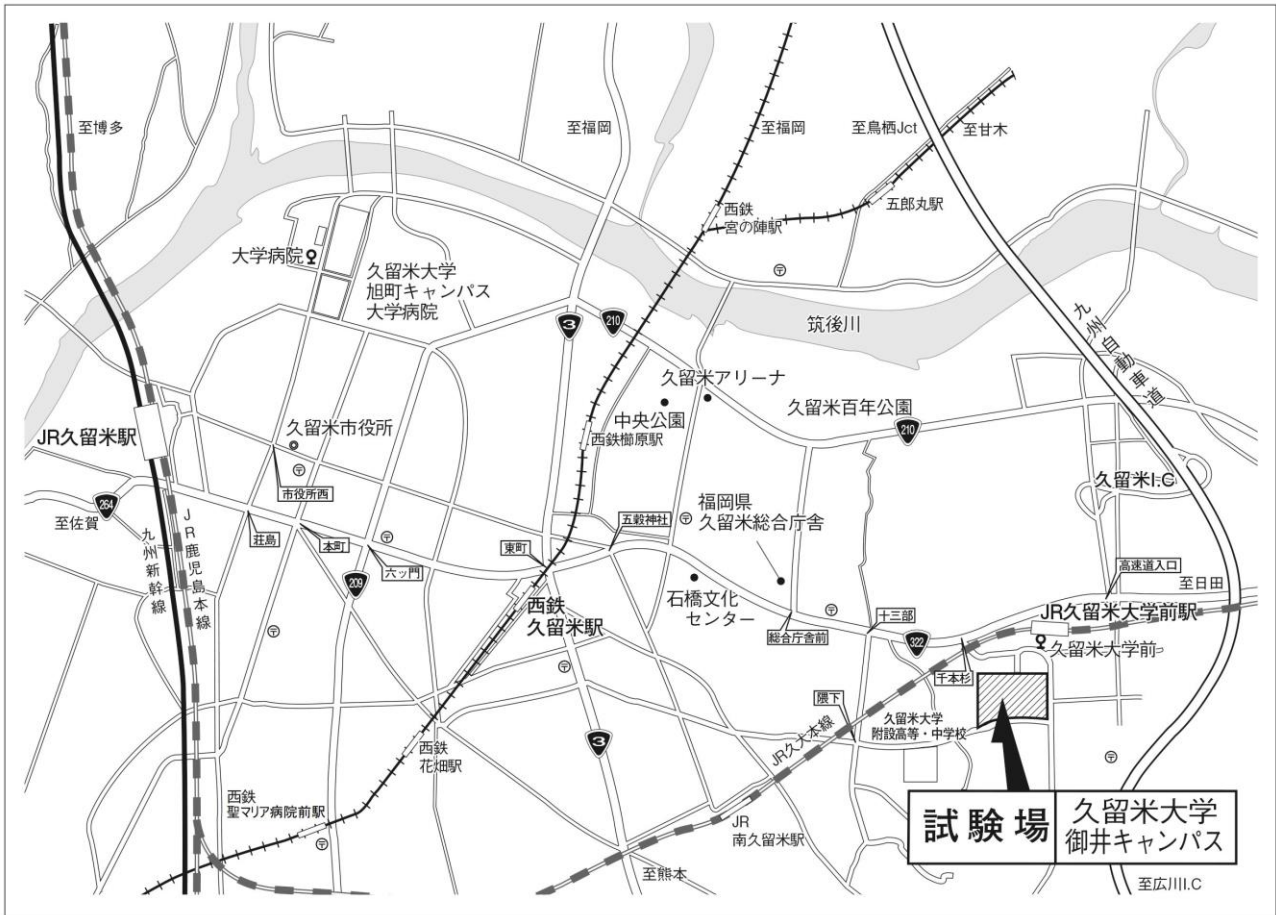 至博多
至福岡
至福岡
至鳥栖Jct
至甘木
西鉄
宮の陣駅
五郎丸駅
大学病院
久留米大学
旭町キャンパス
大学病院
3
210
筑後川
九州自動車道
久留米アリーナ
中央公園
久留米百年公園
210
JR久留米駅
久留米市役所
西鉄櫛原駅
久留米I.C
市役所西
264
至佐賀
荘島
本町
六ッ門
209
東町
五穀神社
福岡県
久留米総合庁舎
高速道入口
至日田
九州新幹線
JR鹿児島本線
西鉄
久留米駅
石橋文化
センター
総合庁舎前
十三部
322
JR久留米大学前駅
久留米大学前
千本杉
隈下
久留米大学
附設高等・中学校
JR久大本線
3
西鉄
花畑駅
西鉄
聖マリア病院前駅
JR
南久留米駅
試験場
久留米大学
御井キャンパス
至熊本
至広川I.C